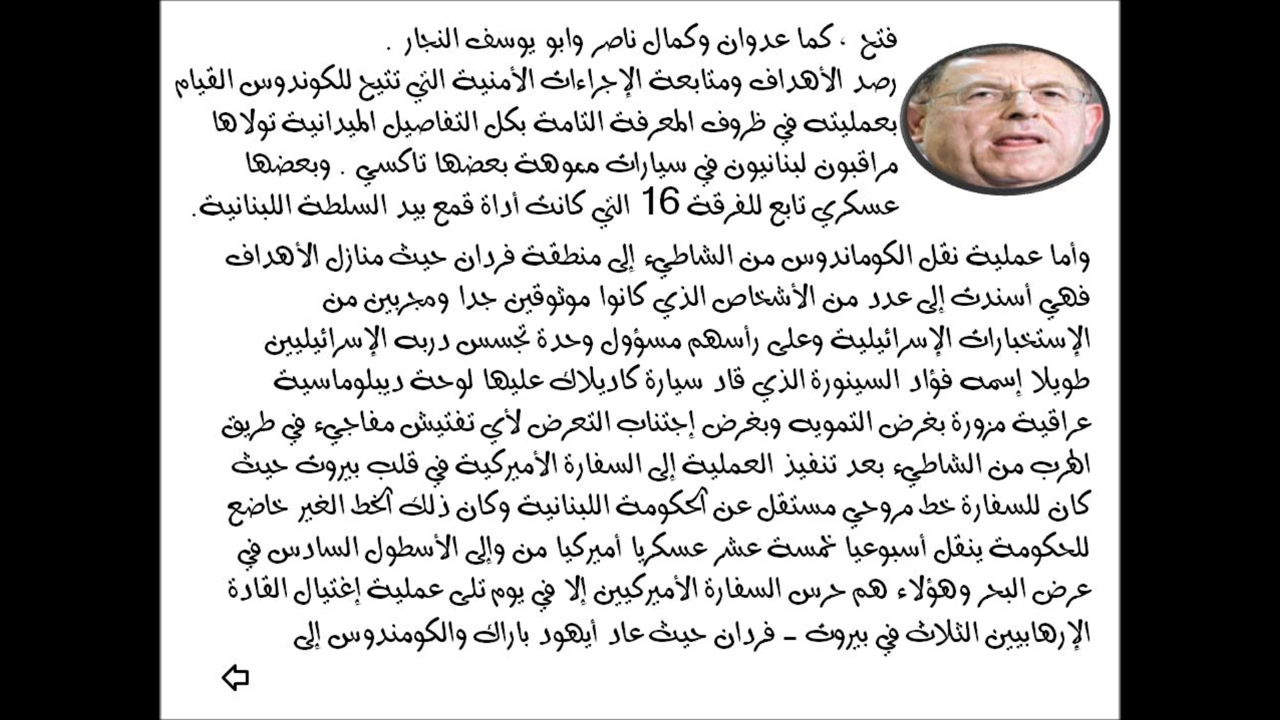 فتح ، كما عدوان وكمال ناصر وابو يوسف النجار .
رصد الأهداف ومتابعة الإجراءات الأمنية التي تتيح للكوندوس القيام
بعمليته في ظروف المعرفة التامة بكل التفاصيل الميدانية تولاها
مراقبون لبنانيون في سيارات مموهة بعضها تاكسي . وبعضها
عسكري تابع للفرقة 16 التي كانت أداة قمع بيد السلطة اللبنانية.
وأما عملية نقل الكوماندوس من الشاطيء إلى منطقة فردان حيث منازل الأهداف
فهي أسندت إلى عدد من الأشخاص الذي كانوا موثوقين جدا ومجربين من
الإستخبارات الإسرائيلية وعلى رأسهم مسؤول وحدة تجسس دربه الإسرائيليين
طويلا إسمه فؤاد السينورة الذي قاد سيارة كاديلاك عليها لوحة ديبلوماسية
عراقية مزورة بغرض التمويه وبغرض إجتناب التعرض لأي تفتيش مفاجيء في طريق
الهرب من الشاطيء بعد تنفيذ العملية إلى السفارة الأميركية في قلب بيروت حيث
كان للسفارة خط مروحي مستقل عن الحكومة اللبنانية وكان ذلك الخط الغير خاضع
للحكومة ينقل أسبوعيا خمسة عشر عسكريا أميركيا من وإلى الأسطول السادس في
عرض البحر وهؤلاء هم حرس السفارة الأميركيين إلا في يوم تلى عملية إغتيال القادة
الإرهابيين الثلاث في بيروت - فردان حيث عاد أيهود باراك والكومندوس إلى